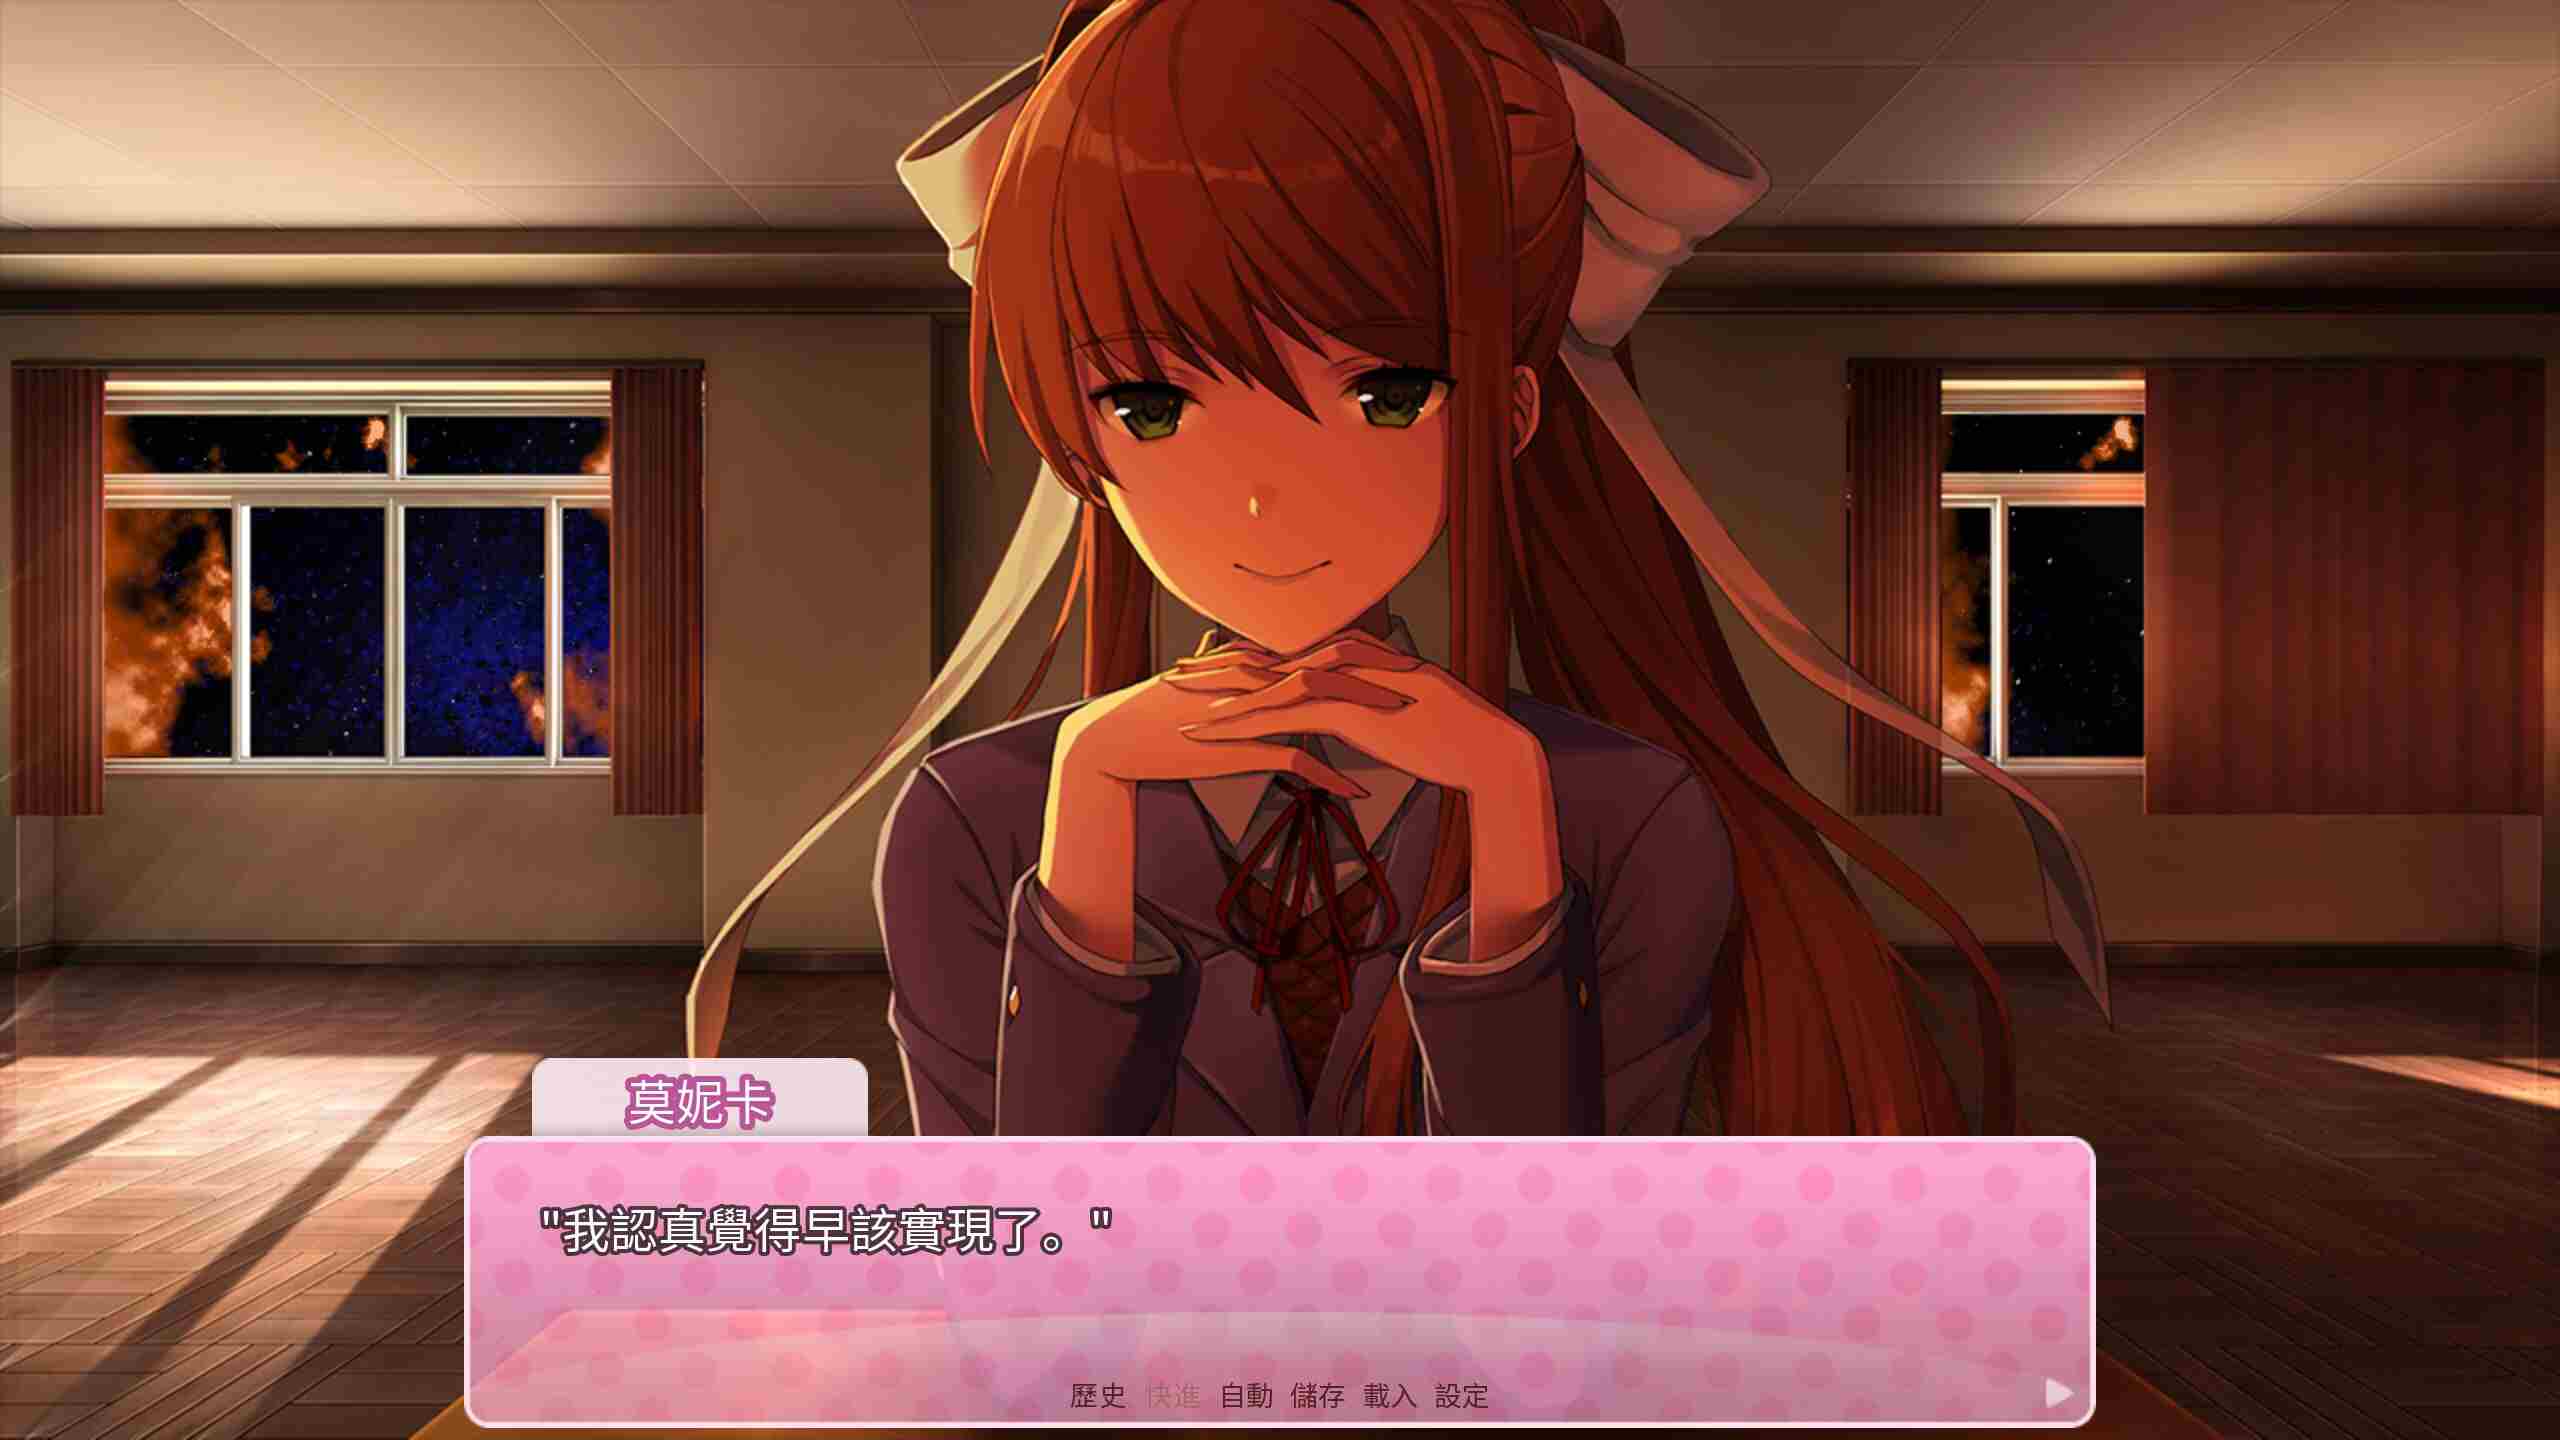 莫妮卡
"我認真覺得早該實現了。"
歷史 快進 自動 儲存 載入 設定